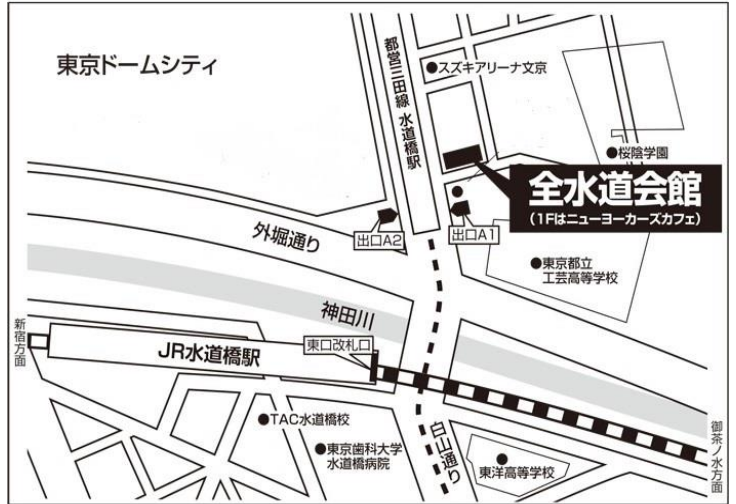 東京ドームシティ
都営三田線 水道橋駅
●スズキアリーナ文京
●桜陰学園
全水道会館
(1Fはニューヨーカーズカフェ)
出口A2
出口A1
外堀通り
●東京都立
工芸高等学校
神田川
新宿方面
JR水道橋駅
東口改札口
●TAC水道橋校
●東京歯科大学
水道橋病院
白山通り
東洋高等学校
御茶ノ水方面